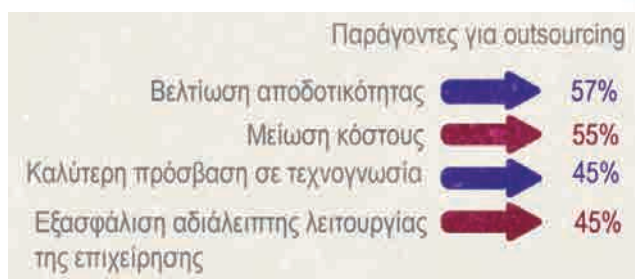 Παράγοντες για outsourcing
Βελτίωση αποδοτικότητας 57%
Μείωση κόστους 55%
Καλύτερη πρόσβαση σε τεχνογνωσία 45%
Εξασφάλιση αδιάλειπτης λειτουργίας 45%
της επιχείρησης